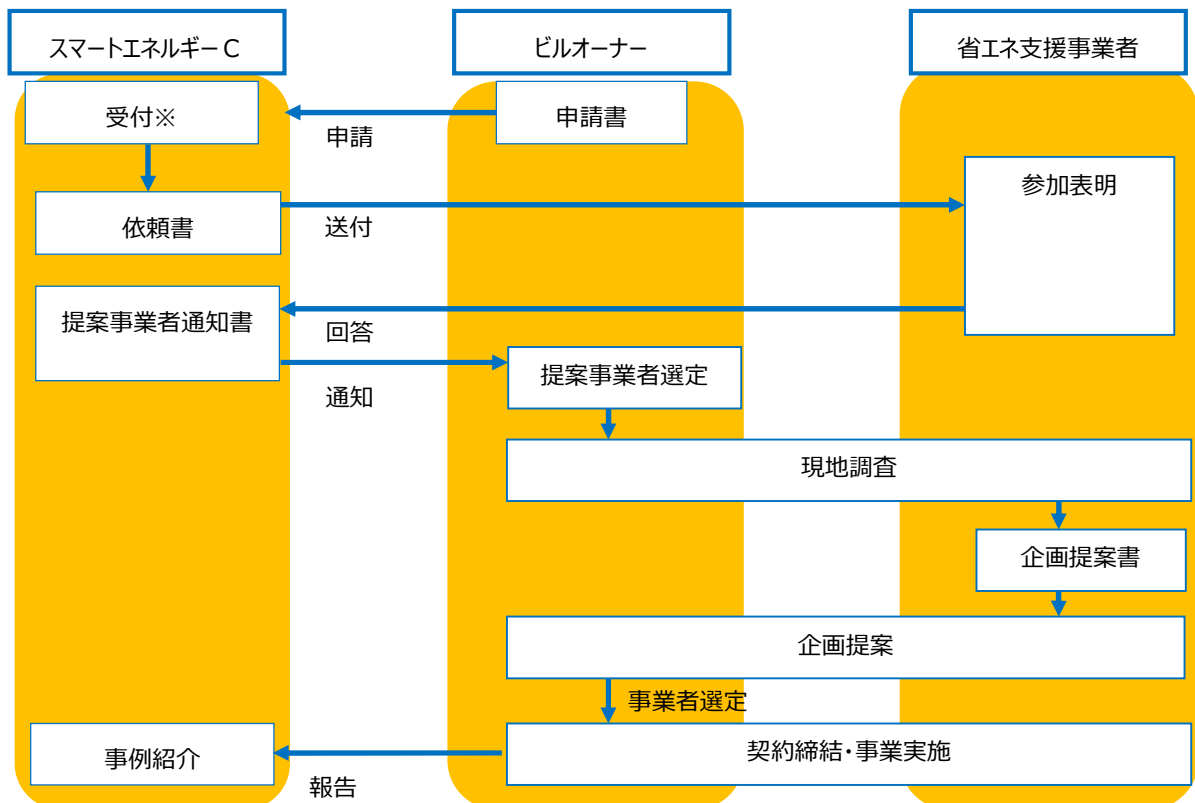 スマートエネルギーC
ビルオーナー
省エネ支援事業者
受付※
申請書
申請
参加表明
依頼書
送付
提案事業者通知書
回答
提案事業者選定
通知
現地調査
企画提案書
企画提案
事業者選定
契約締結・事業実施
事例紹介
報告